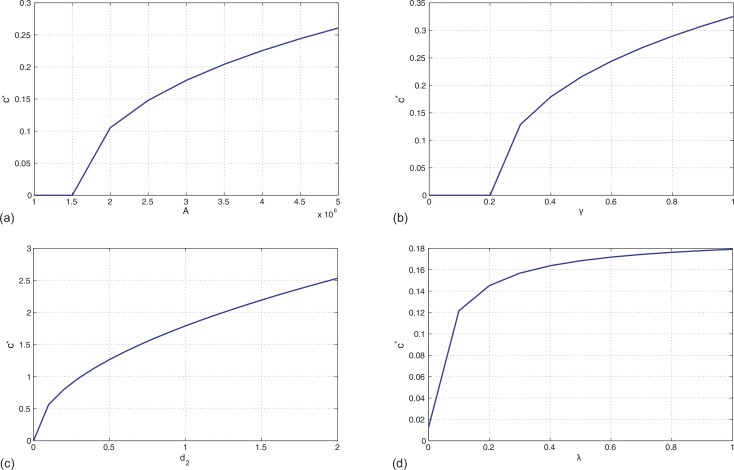 0.3
0.25
0.2
0.15
0.1
0.05
0
c*
1 1.5 2 2.5 3 3.5 4 4.5 5
A
x 10^6
(a)
0.35
0.3
0.25
0.2
0.15
0.1
0.05
0
c*
0 0.2 0.4 0.6 0.8 1
γ
(b)
3
2.5
2
1.5
1
0.5
0
c*
0 0.5 1 1.5 2
d_2
(c)
0.18
0.16
0.14
0.12
0.1
0.08
0.06
0.04
0.02
0
c*
0 0.2 0.4 0.6 0.8 1
λ
(d)